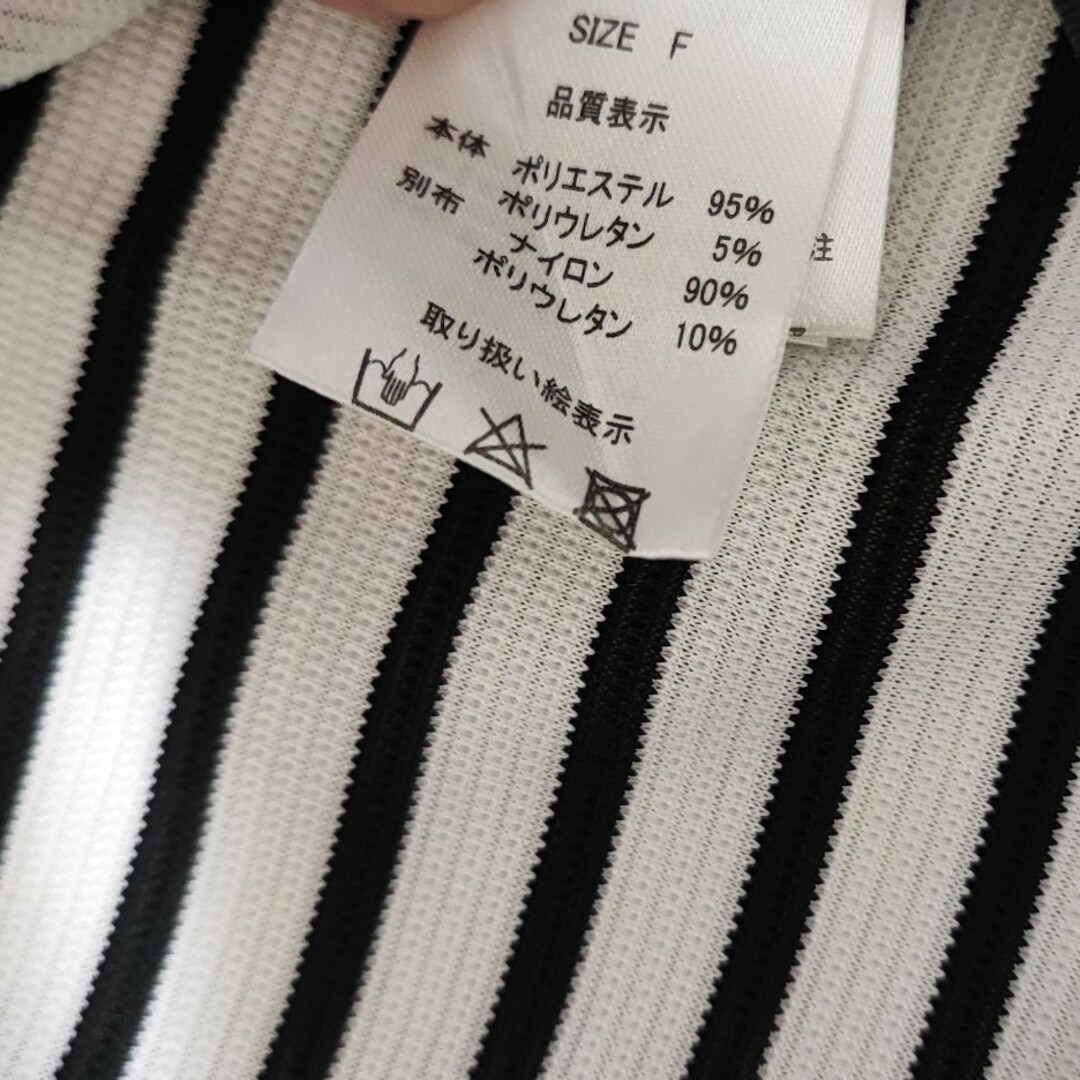 SIZE F
品質表示
本体 ポリエステル 95%
別布 ポリウレタン 5%
ナイロン 90%
ポリウレタン 10%
取り扱い絵表示
注